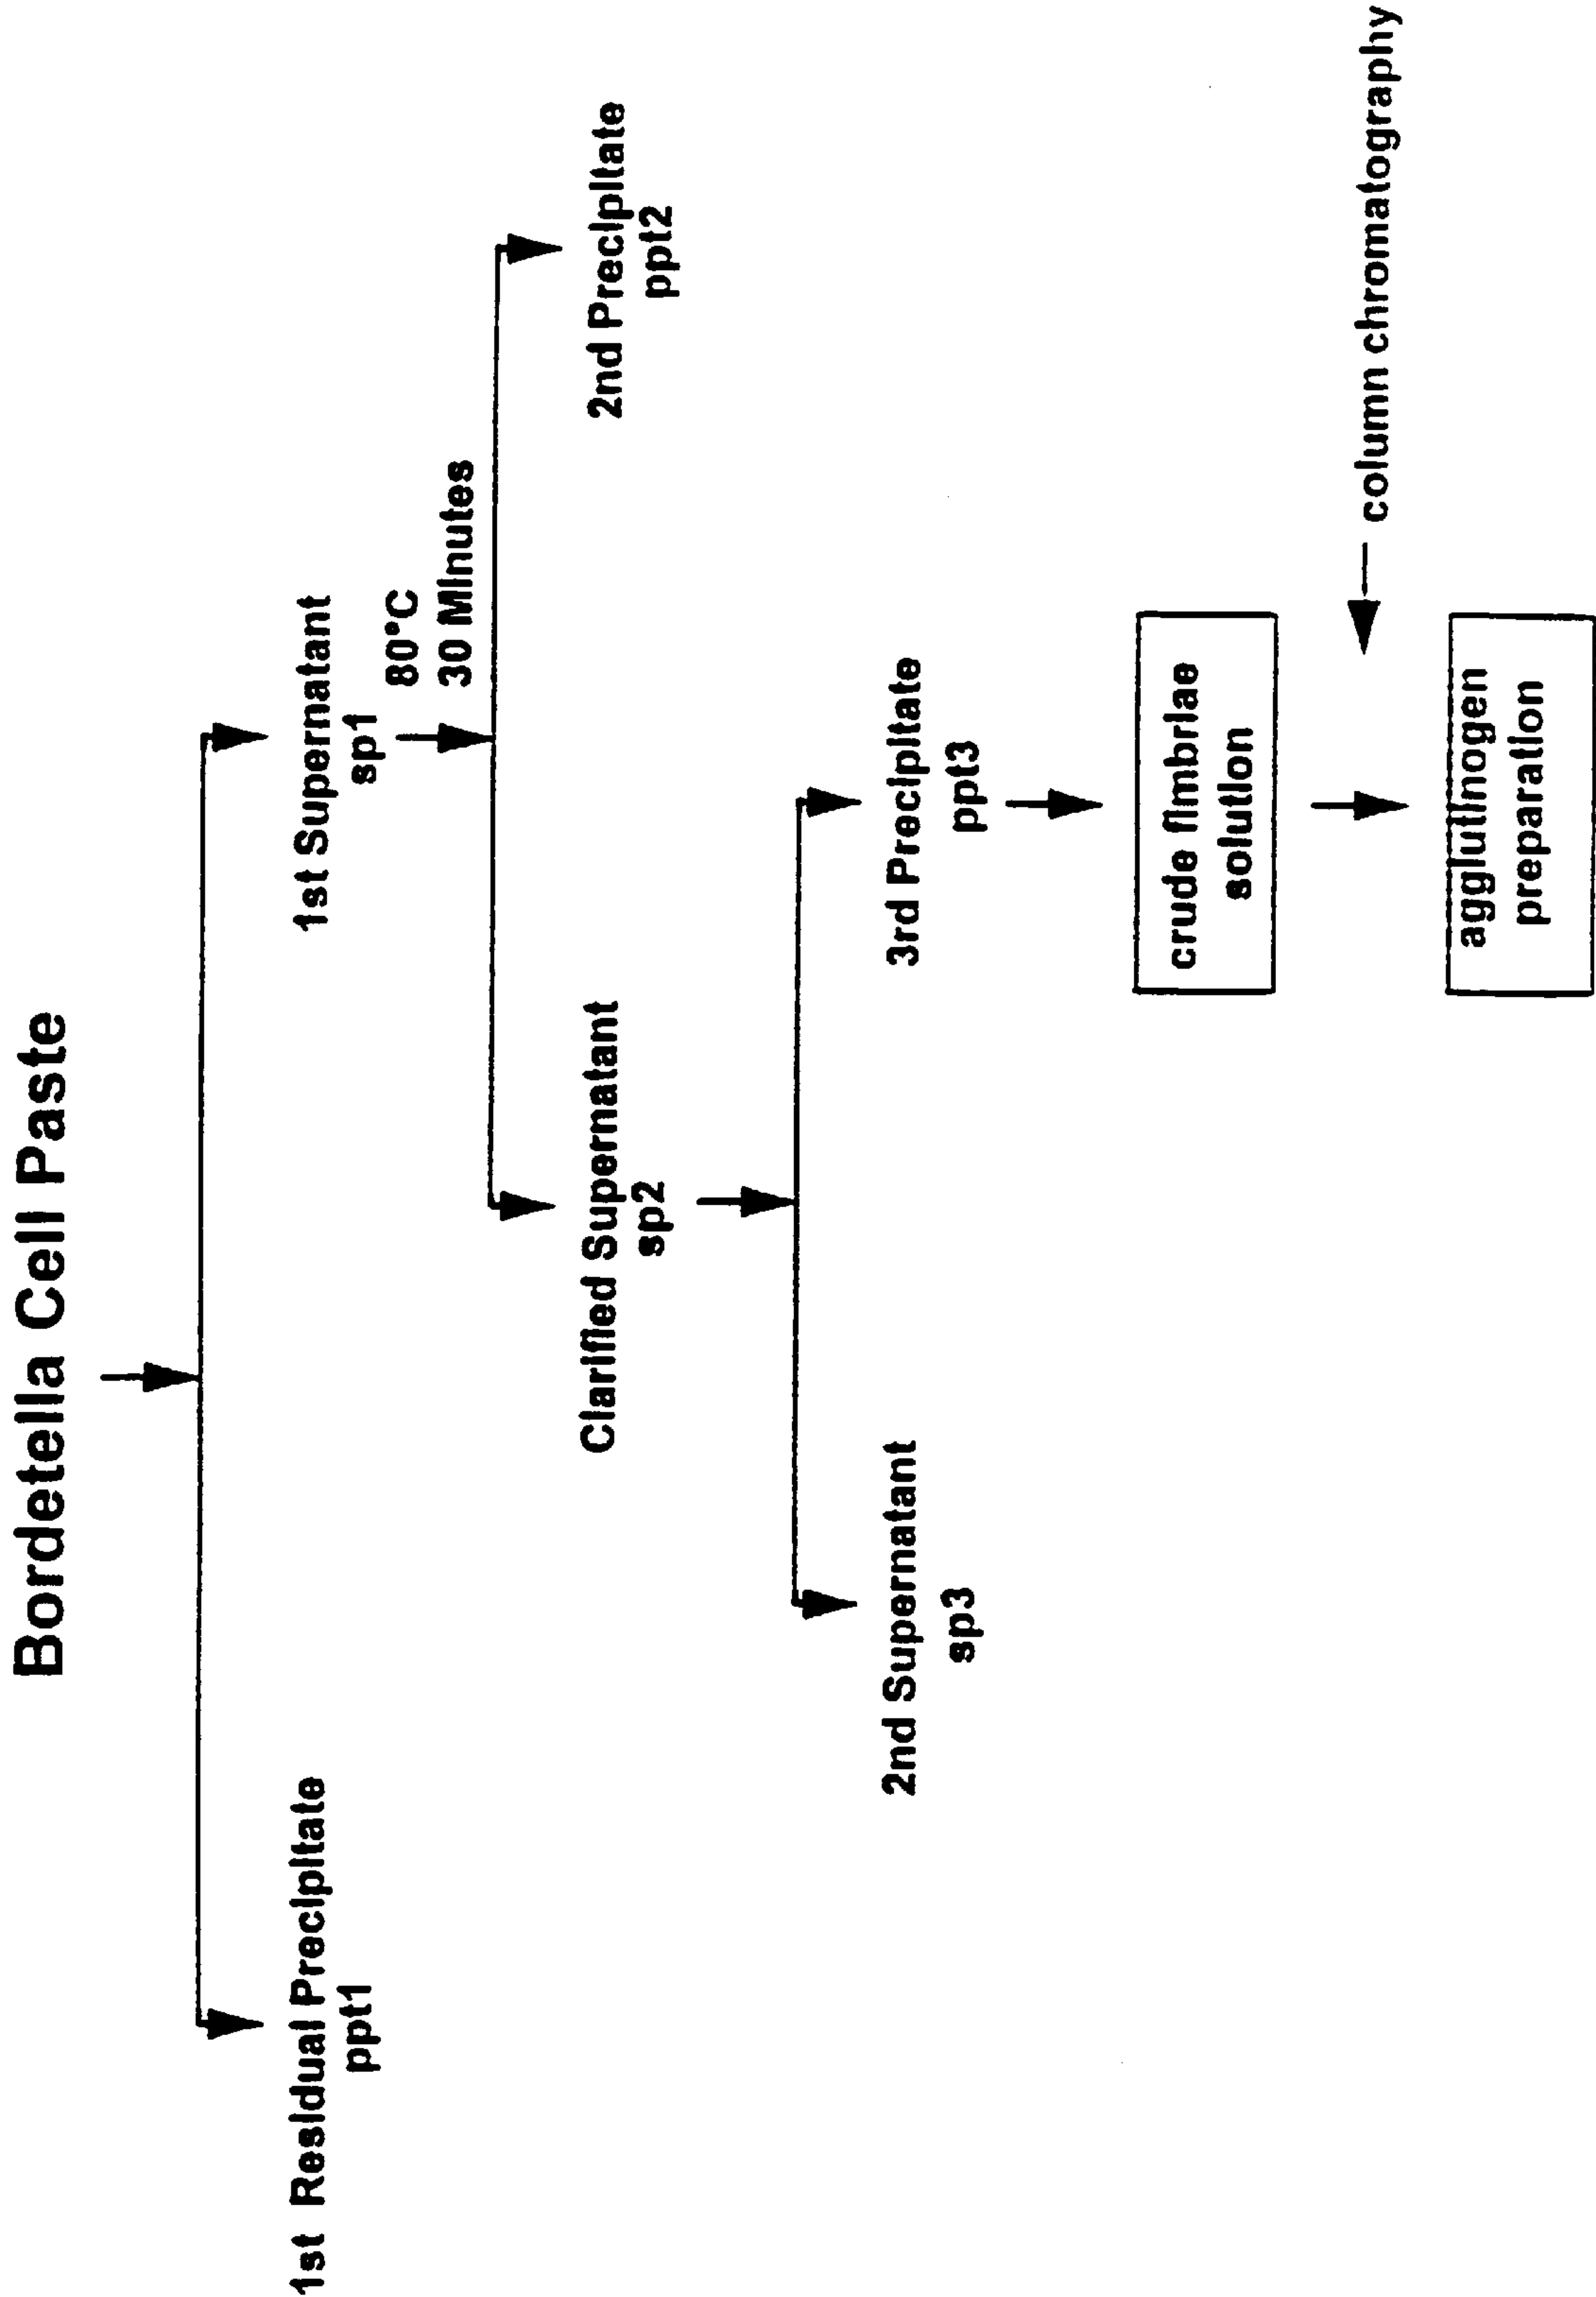 Bordetella Cell Paste
1st Residual Precipitate
ppt1
1st Supernatant
sp1
80°C
30 Minutes
Clarified Supernatant
sp2
2nd Precipitate
ppt2
2nd Supernatant
sp3
3rd Precipitate
ppt3
crude fimbriae
solution
column chromatography
agglutinogen
preparation